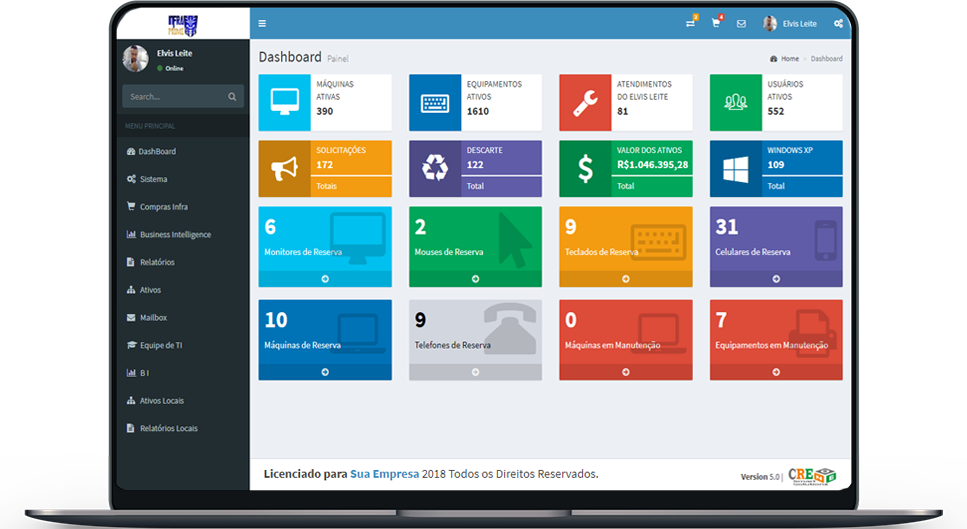 INFRA
Elvis Leite
Online
Search...
MENU PRINCIPAL
DashBoard
Sistema
Compras Infra
Business Intelligence
Relatórios
Ativos
Mailbox
Equipe de TI
B I
Ativos Locais
Relatórios Locais
Elvis Leite
Dashboard Painel
Home > Dashboard
MÁQUINAS
ATIVAS
390
EQUIPAMENTOS
ATIVOS
1610
ATENDIMENTOS
DO ELVIS LEITE
81
USUÁRIOS
ATIVOS
552
SOLICITAÇÕES
172
Totais
DESCARTE
122
Total
VALOR DOS ATIVOS
R$1.046.395,28
Total
WINDOWS XP
109
Total
6
Monitores de Reserva
2
Mouses de Reserva
9
Teclados de Reserva
31
Celulares de Reserva
10
Máquinas de Reserva
9
Telefones de Reserva
0
Máquinas em Manutenção
7
Equipamentos em Manutenção
Licenciado para Sua Empresa 2018 Todos os Direitos Reservados.
Version 5.0 |